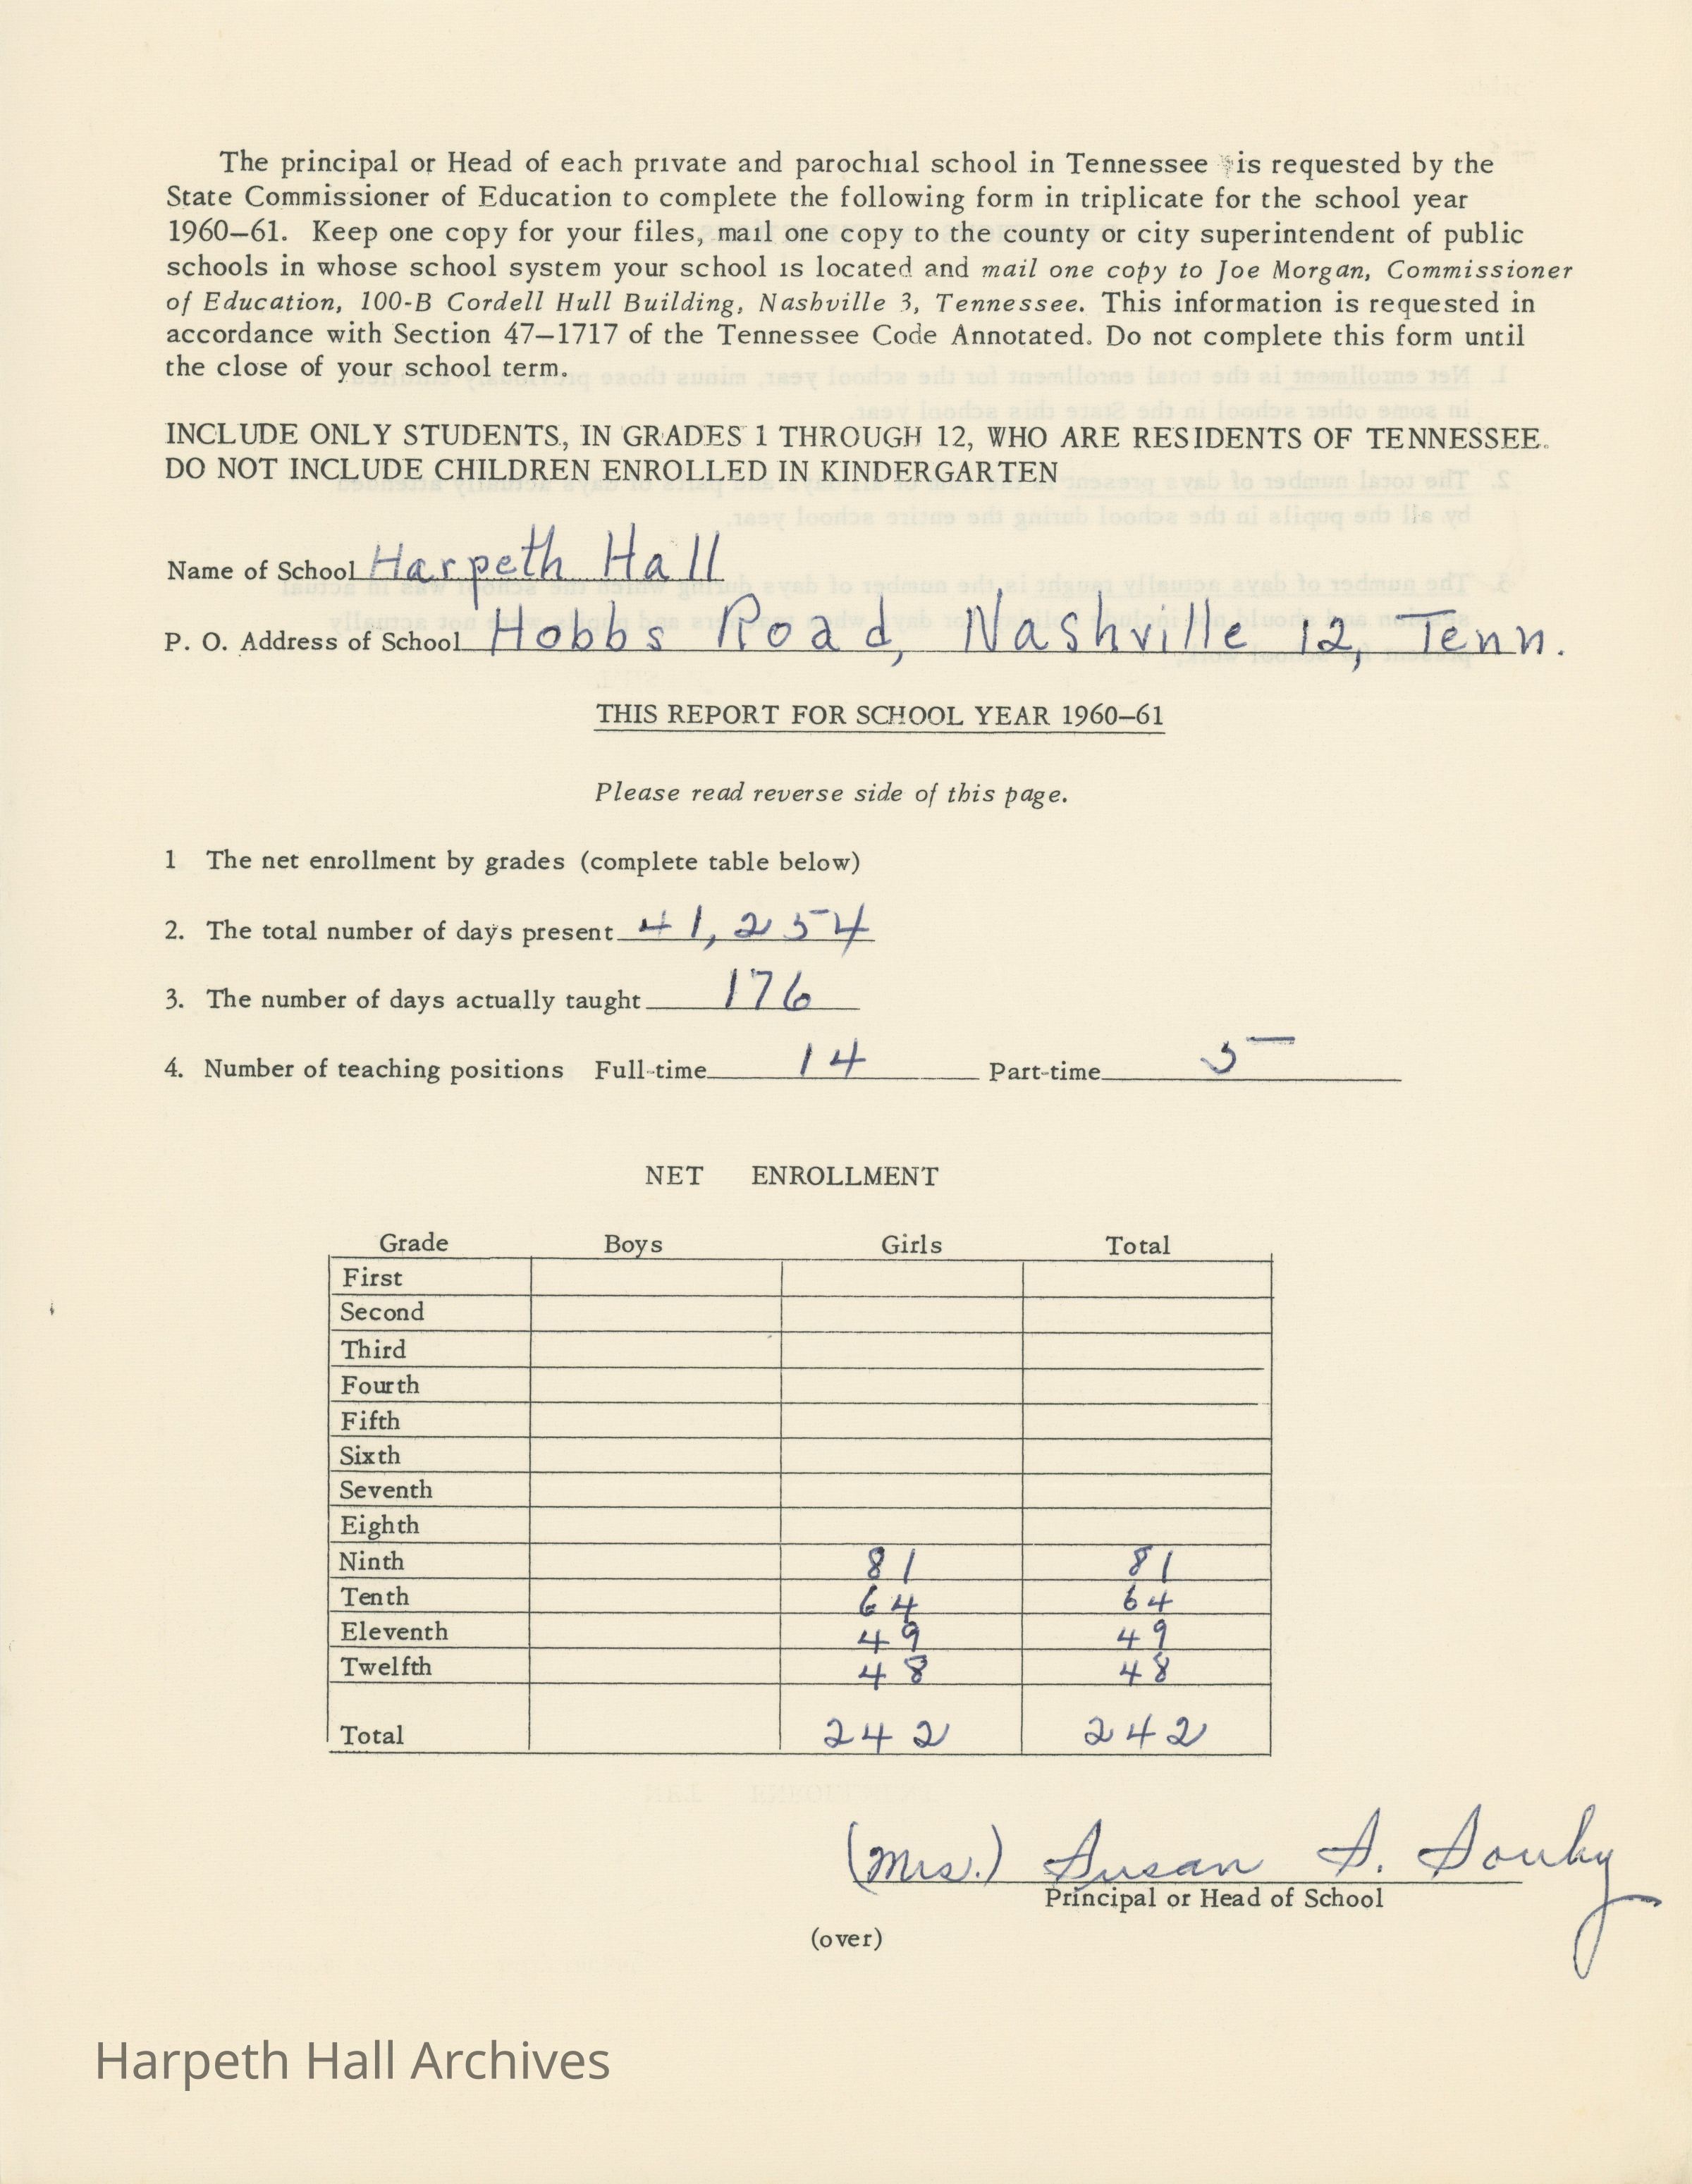 The principal or Head of each private and parochial school in Tennessee is requested by the
State Commissioner of Education to complete the following form in triplicate for the school year
1960–61. Keep one copy for your files, mail one copy to the county or city superintendent of public
schools in whose school system your school is located and mail one copy to Joe Morgan, Commissioner
of Education, 100-B Cordell Hull Building, Nashville 3, Tennessee. This information is requested in
accordance with Section 47–1717 of the Tennessee Code Annotated. Do not complete this form until
the close of your school term.
INCLUDE ONLY STUDENTS, IN GRADES 1 THROUGH 12, WHO ARE RESIDENTS OF TENNESSEE.
DO NOT INCLUDE CHILDREN ENROLLED IN KINDERGARTEN
Name of School Harpeth Hall
P. O. Address of School Hobbs Road, Nashville 12, Tenn.
THIS REPORT FOR SCHOOL YEAR 1960–61
Please read reverse side of this page.
1 The net enrollment by grades (complete table below)
2. The total number of days present 41,254
3. The number of days actually taught 176
4. Number of teaching positions Full-time 14 Part-time 5
NET ENROLLMENT
Grade Boys Girls Total
First
Second
Third
Fourth
Fifth
Sixth
Seventh
Eighth
Ninth 81 81
Tenth 64 64
Eleventh 49 49
Twelfth 48 48
Total 242 242
(Mrs.) Susan S. Souby
Principal or Head of School
(over)
Harpeth Hall Archives